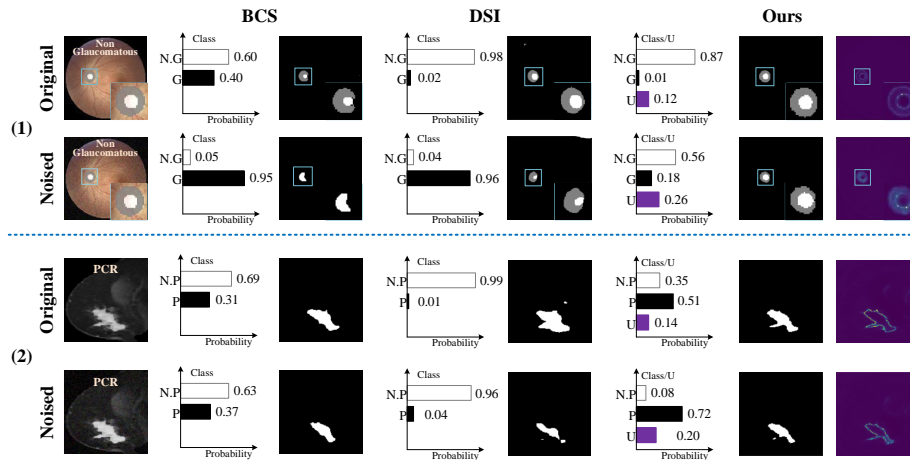 BCS DSI Ours
(1)
Original
Non
Glaucomatous
Class
N.G 0.60
G 0.40
Probability
Class
N.G 0.98
G 0.02
Probability
Class/U
N.G 0.87
G 0.01
U 0.12
Probability
Noised
Non
Glaucomatous
Class
N.G 0.05
G 0.95
Probability
Class
N.G 0.04
G 0.96
Probability
Class/U
N.G 0.56
G 0.18
U 0.26
Probability
(2)
Original
PCR
Class
N.P 0.69
P 0.31
Probability
Class
N.P 0.99
P 0.01
Probability
Class/U
N.P 0.35
P 0.51
U 0.14
Probability
Noised
PCR
Class
N.P 0.63
P 0.37
Probability
Class
N.P 0.96
P 0.04
Probability
Class/U
N.P 0.08
P 0.72
U 0.20
Probability